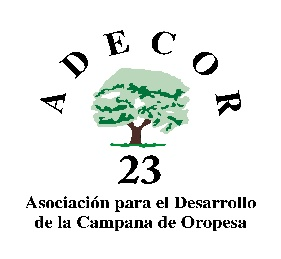 ADECOR
23
Asociación para el Desarrollo
de la Campana de Oropesa